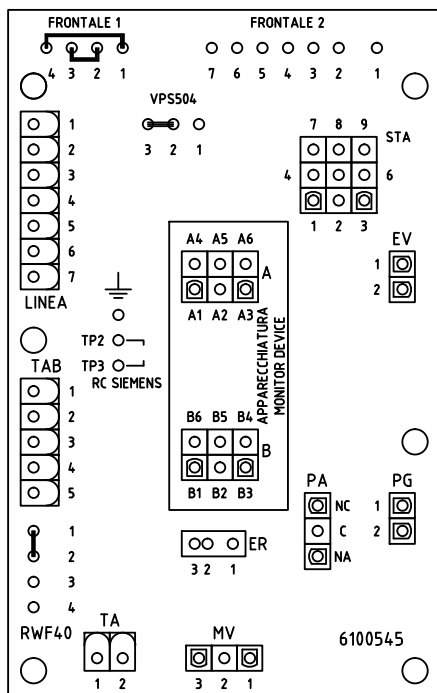 FRONTALE 1 FRONTALE 2
4 3 2 1 7 6 5 4 3 2 1
VPS504
3 2 1
7 8 9
STA
4 6
1 2 3
1
2
3
4
5
6
7
LINEA
A4 A5 A6
A
A1 A2 A3
APPARECCHIATURA
MONITOR DEVICE
B6 B5 B4
B
B1 B2 B3
EV
1
2
TP2
TP3
RC SIEMENS
TAB
1
2
3
4
5
PA
NC
C
NA
PG
1
2
1
2
3
4
RWF40
ER
3 2 1
TA
1 2
MV
3 2 1
6100545